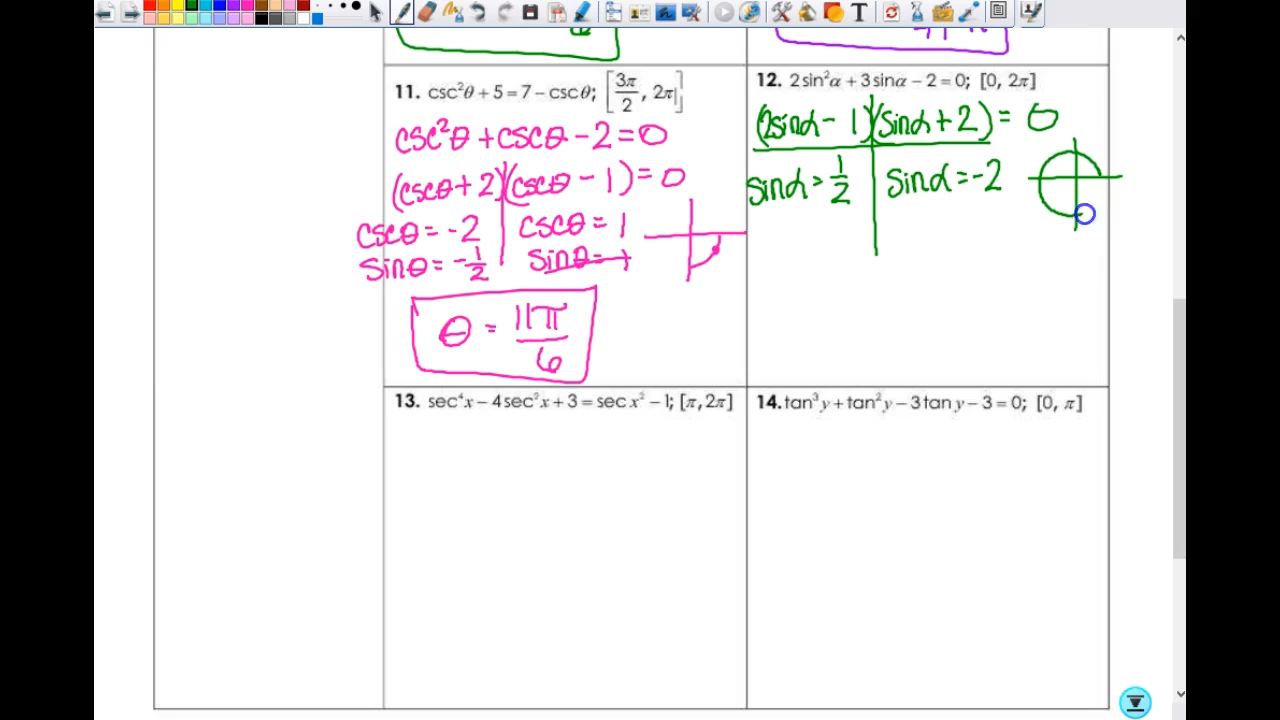 11. csc²θ + 5 = 7 − cscθ; [3π/2, 2π]
csc²θ + cscθ − 2 = 0
(cscθ + 2)(cscθ − 1) = 0
cscθ = −2 cscθ = 1
sinθ = −1/2 sinθ = 1
θ = 11π/6
12. 2sin²α + 3sinα − 2 = 0; [0, 2π]
(2sinα − 1)(sinα + 2) = 0
sinα = 1/2 sinα = −2
13. sec⁴x − 4sec²x + 3 = sec x² − 1; [π, 2π]
14. tan³y + tan²y − 3tan y − 3 = 0; [0, π]